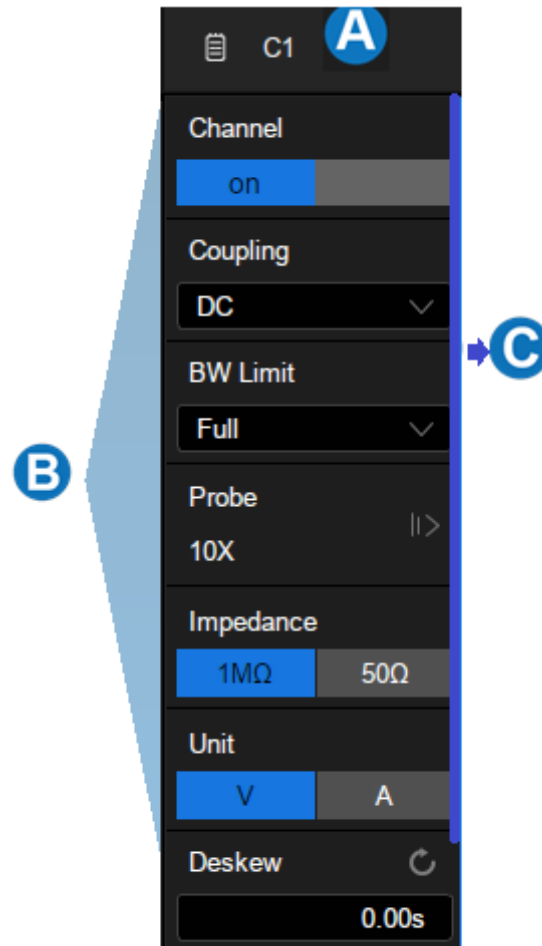 C1 A
Channel
on
Coupling
DC
C
BW Limit
Full
B
Probe
10X
Impedance
1MΩ 50Ω
Unit
V A
Deskew
0.00s